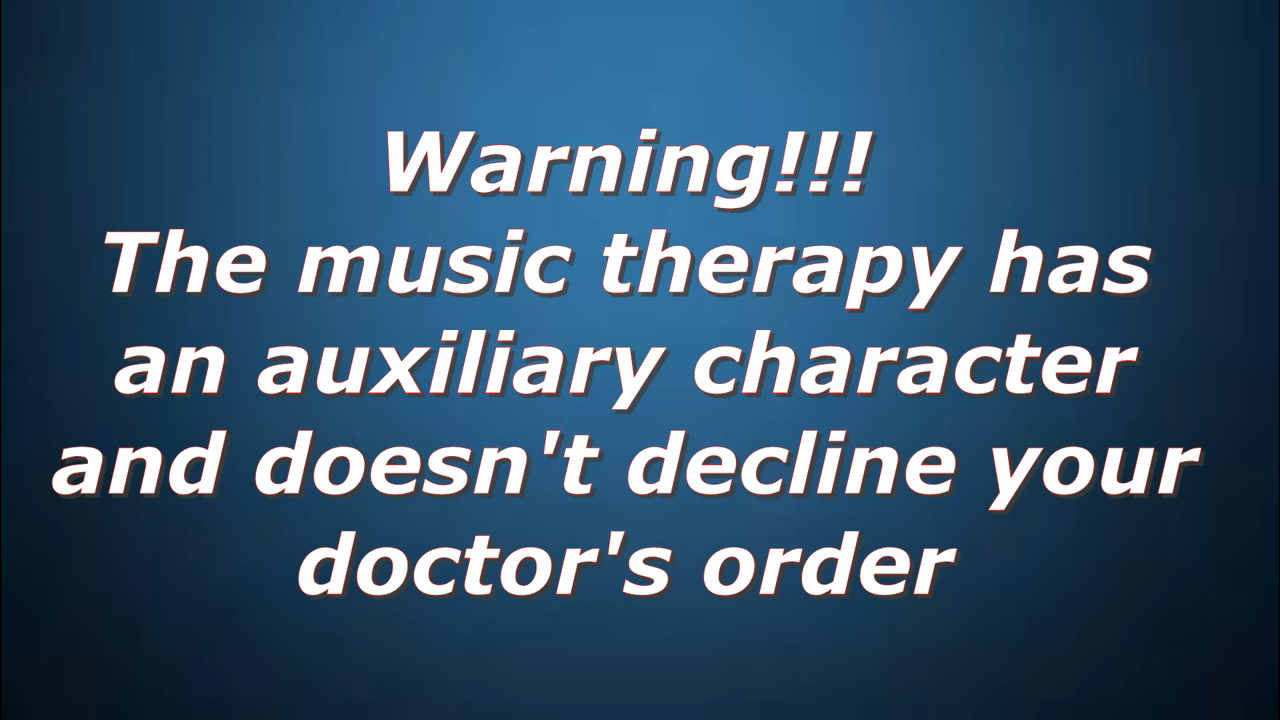 Warning!!!
The music therapy has
an auxiliary character
and doesn't decline your
doctor's order